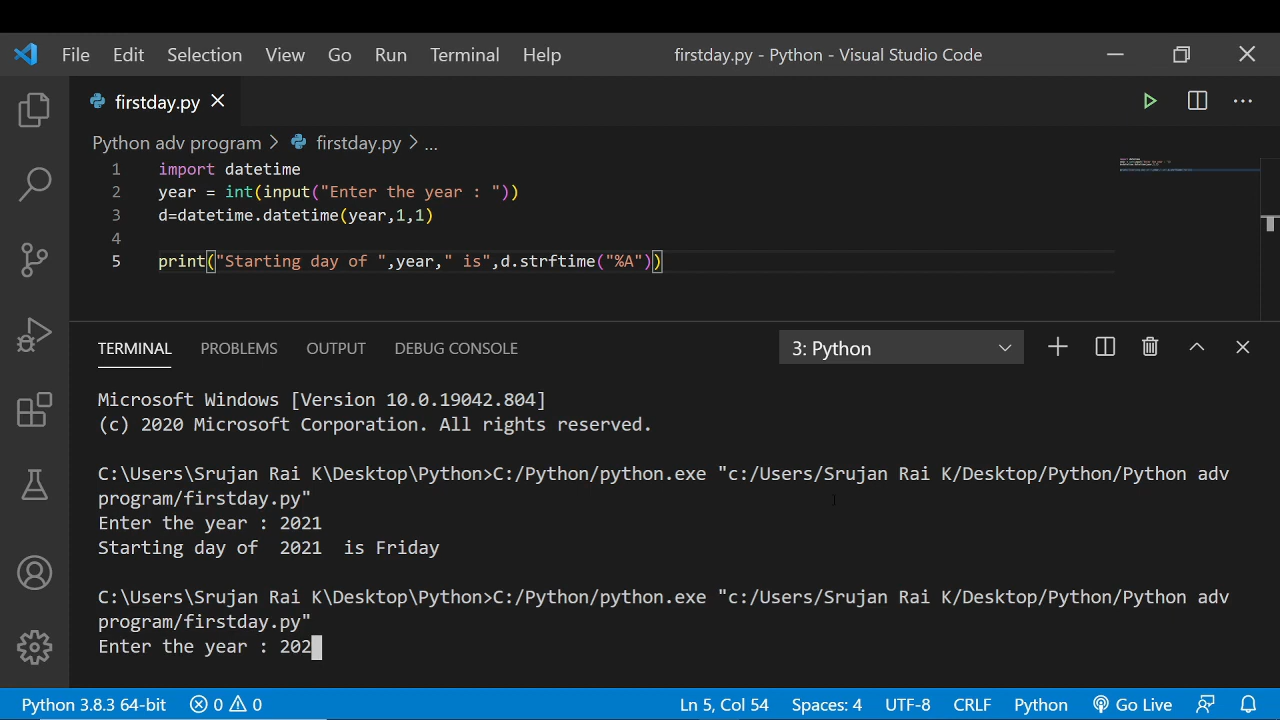 File Edit Selection View Go Run Terminal Help firstday.py - Python - Visual Studio Code
firstday.py
Python adv program > firstday.py > ...
1 import datetime
2 year = int(input("Enter the year : "))
3 d=datetime.datetime(year,1,1)
4
5 print("Starting day of ",year," is",d.strftime("%A"))
TERMINAL PROBLEMS OUTPUT DEBUG CONSOLE 3: Python
Microsoft Windows [Version 10.0.19042.804]
(c) 2020 Microsoft Corporation. All rights reserved.
C:\Users\Srujan Rai K\Desktop\Python>C:/Python/python.exe "c:/Users/Srujan Rai K/Desktop/Python/Python adv
program/firstday.py"
Enter the year : 2021
Starting day of  2021  is Friday
C:\Users\Srujan Rai K\Desktop\Python>C:/Python/python.exe "c:/Users/Srujan Rai K/Desktop/Python/Python adv
program/firstday.py"
Enter the year : 202
Python 3.8.3 64-bit 0 0 Ln 5, Col 54 Spaces: 4 UTF-8 CRLF Python Go Live